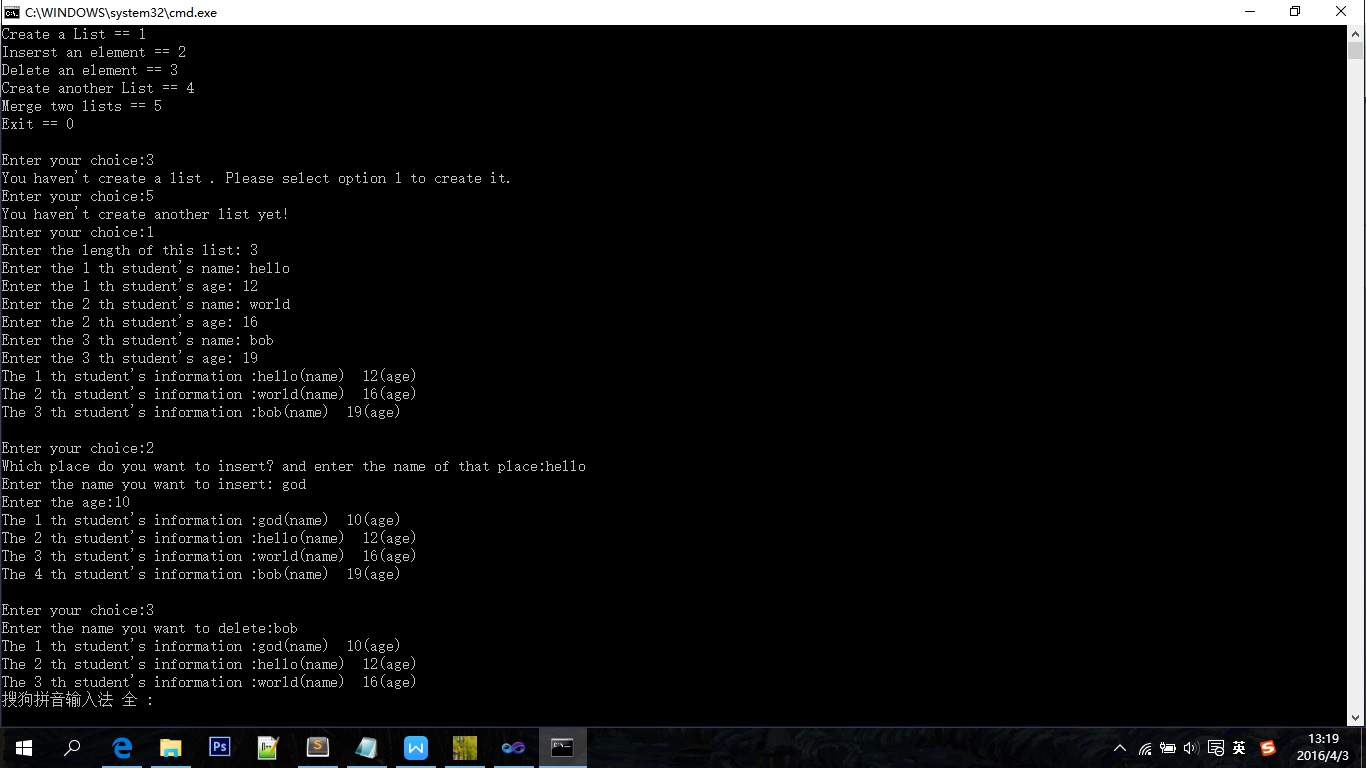 C:\WINDOWS\system32\cmd.exe
Create a List == 1
Inserst an element == 2
Delete an element == 3
Create another List == 4
Merge two lists == 5
Exit == 0
Enter your choice:3
You haven't create a list . Please select option 1 to create it.
Enter your choice:5
You haven't create another list yet!
Enter your choice:1
Enter the length of this list: 3
Enter the 1 th student's name: hello
Enter the 1 th student's age: 12
Enter the 2 th student's name: world
Enter the 2 th student's age: 16
Enter the 3 th student's name: bob
Enter the 3 th student's age: 19
The 1 th student's information :hello(name)  12(age)
The 2 th student's information :world(name)  16(age)
The 3 th student's information :bob(name)  19(age)
Enter your choice:2
Which place do you want to insert? and enter the name of that place:hello
Enter the name you want to insert: god
Enter the age:10
The 1 th student's information :god(name)  10(age)
The 2 th student's information :hello(name)  12(age)
The 3 th student's information :world(name)  16(age)
The 4 th student's information :bob(name)  19(age)
Enter your choice:3
Enter the name you want to delete:bob
The 1 th student's information :god(name)  10(age)
The 2 th student's information :hello(name)  12(age)
The 3 th student's information :world(name)  16(age)
搜狗拼音输入法 全 :
Ps
英
13:19
2016/4/3